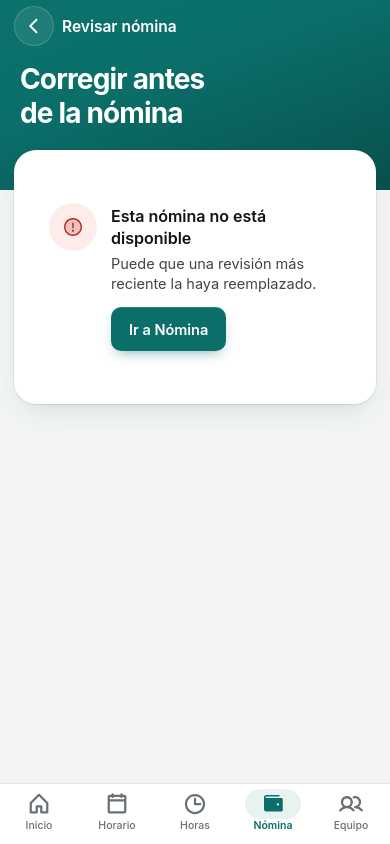 Revisar nómina
Corregir antes
de la nómina
Esta nómina no está
disponible
Puede que una revisión más
reciente la haya reemplazado.
Ir a Nómina
Inicio
Horario
Horas
Nómina
Equipo